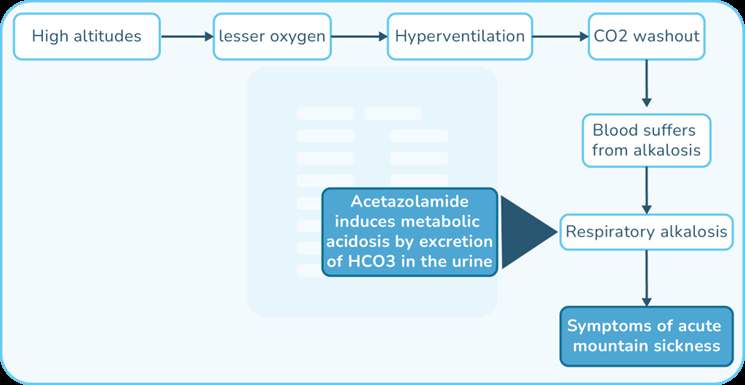 High altitudes
lesser oxygen
Hyperventilation
CO2 washout
Blood suffers
from alkalosis
Acetazolamide
induces metabolic
acidosis by excretion
of HCO3 in the urine
Respiratory alkalosis
Symptoms of acute
mountain sickness